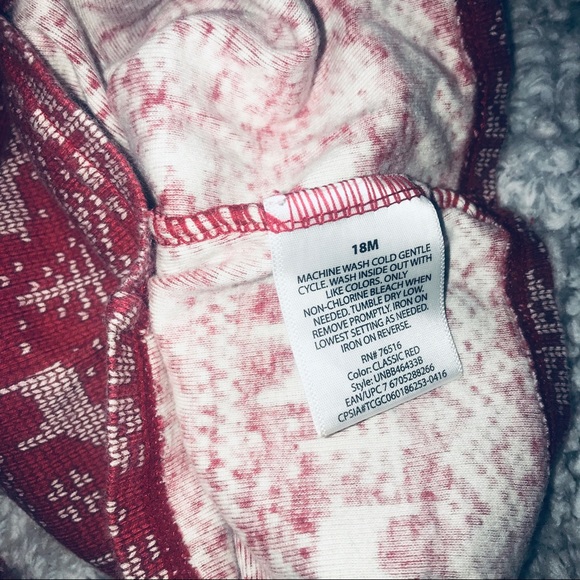 18M
MACHINE WASH COLD GENTLE
CYCLE. WASH INSIDE OUT WITH
LIKE COLORS. ONLY
NON-CHLORINE BLEACH WHEN
NEEDED. TUMBLE DRY LOW.
REMOVE PROMPTLY. IRON ON
LOWEST SETTING AS NEEDED.
IRON ON REVERSE.
RN# 76516
Color: CLASSIC RED
Style: UNBB46433B
EAN/UPC 7 6705288266
CPSIA#TCGC060186253-0416